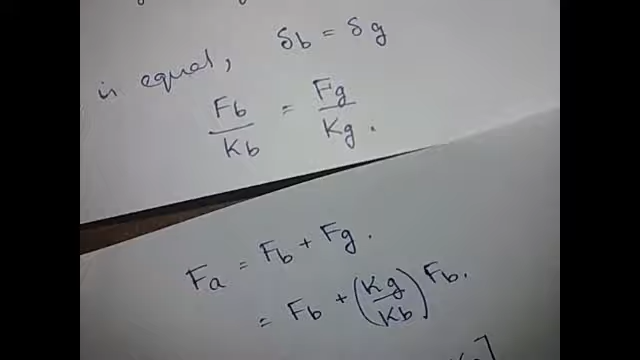 is equal, δb = δg
Fb/Kb = Fg/Kg.
Fa = Fb + Fg.
= Fb + (Kg/Kb) Fb.